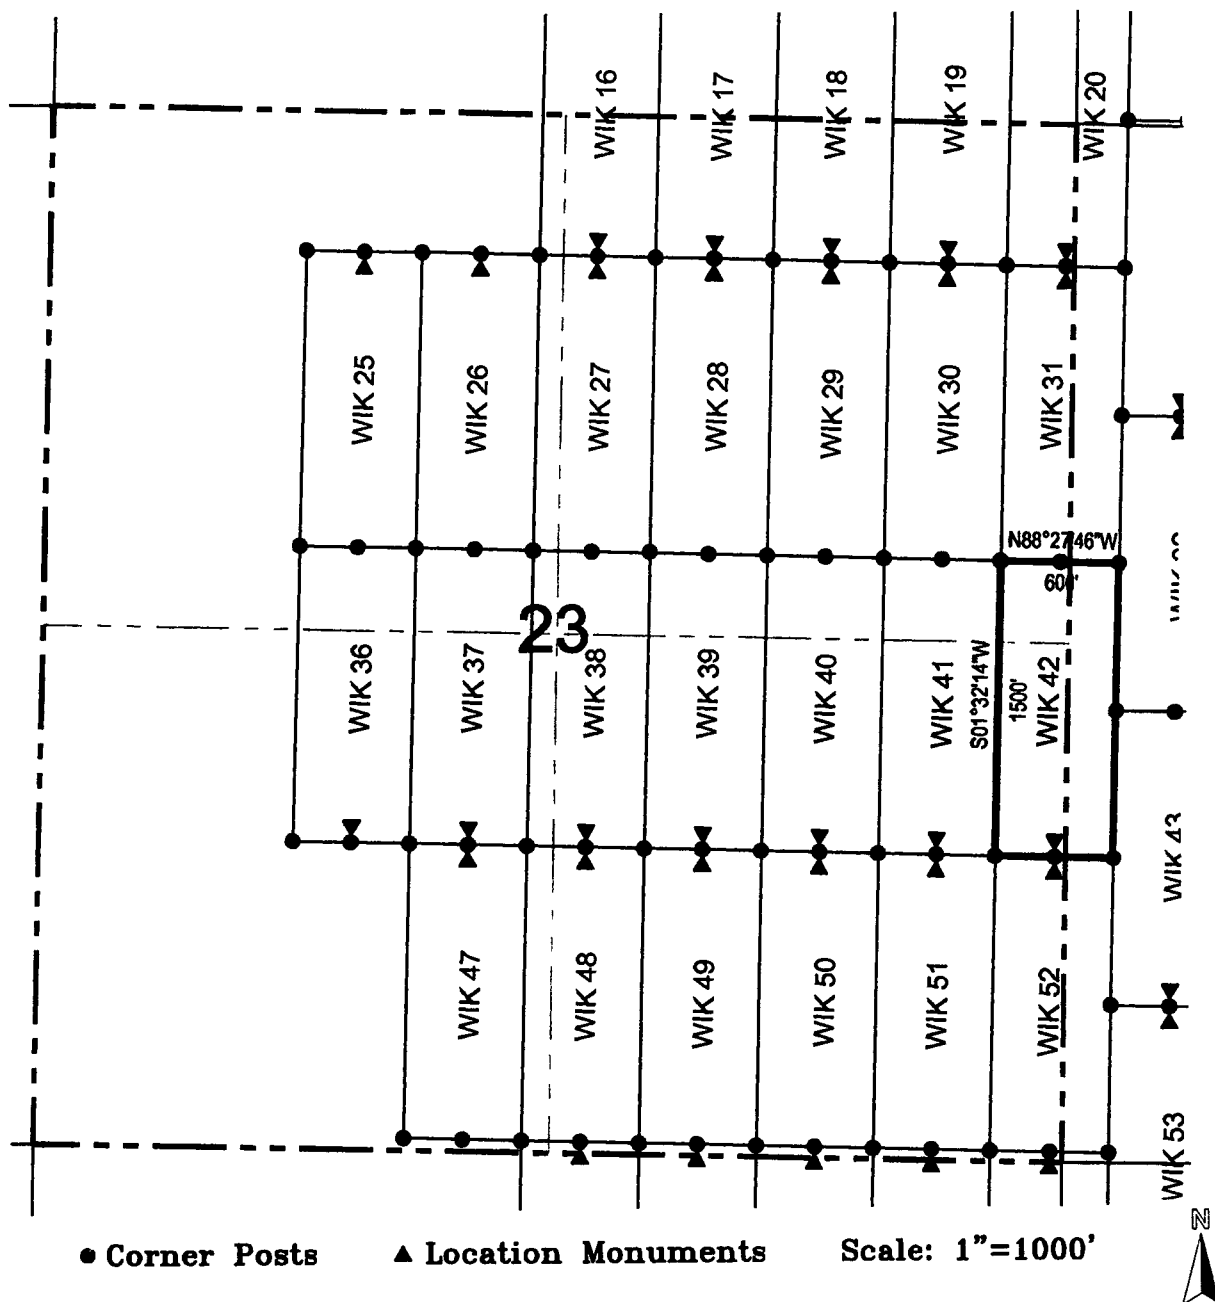 WIK 16
WIK 17
WIK 18
WIK 19
WIK 20
WIK 25
WIK 26
WIK 27
WIK 28
WIK 29
WIK 30
WIK 31
N88°27'46"W
600'
23
WIK 36
WIK 37
WIK 38
WIK 39
WIK 40
WIK 41
S01°32'14"W
1500'
WIK 42
WIK 43
WIK 47
WIK 48
WIK 49
WIK 50
WIK 51
WIK 52
WIK 53
N
Corner Posts
Location Monuments
Scale: 1"=1000'